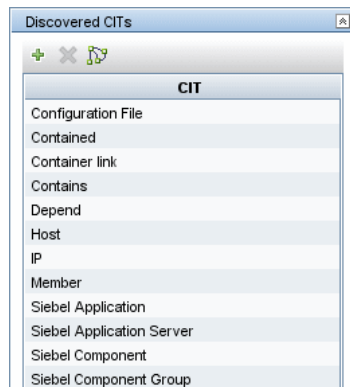 Discovered CITs
CIT
Configuration File
Contained
Container link
Contains
Depend
Host
IP
Member
Siebel Application
Siebel Application Server
Siebel Component
Siebel Component Group